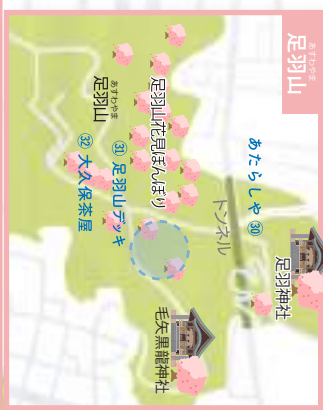 あすわやま
足羽山
あたらしや ㉚
足羽神社
トンネル
足羽山花見ぼんぼり
毛矢黒龍神社
あすわやま
足羽山
㉛ 足羽山デッキ
㉜ 大久保茶屋